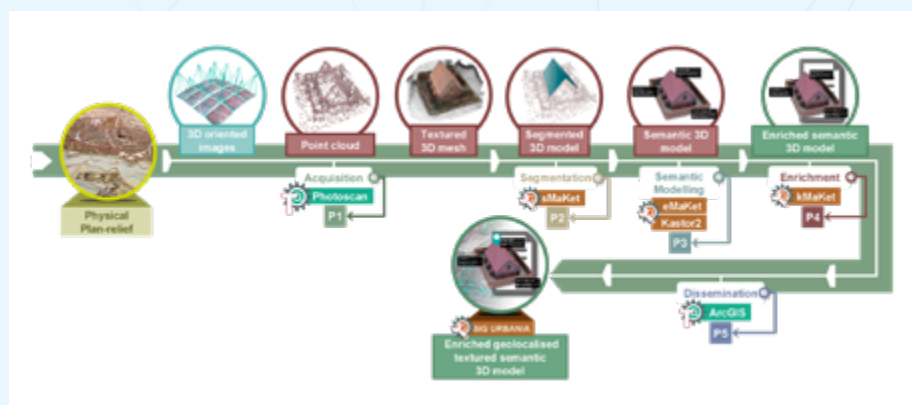 3D oriented
images
Point cloud
Textured
3D mesh
Segmented
3D model
Semantic 3D
model
Enriched semantic
3D model
Physical
Plan-relief
Acquisition
Photoscan
P1
Segmentation
sMaKet
P2
Semantic
Modelling
eMaKet
Kastor2
P3
Enrichment
kMaKet
P4
Dissemination
ArcGIS
P5
SIG URBANIA
Enriched geolocalised
textured semantic
3D model